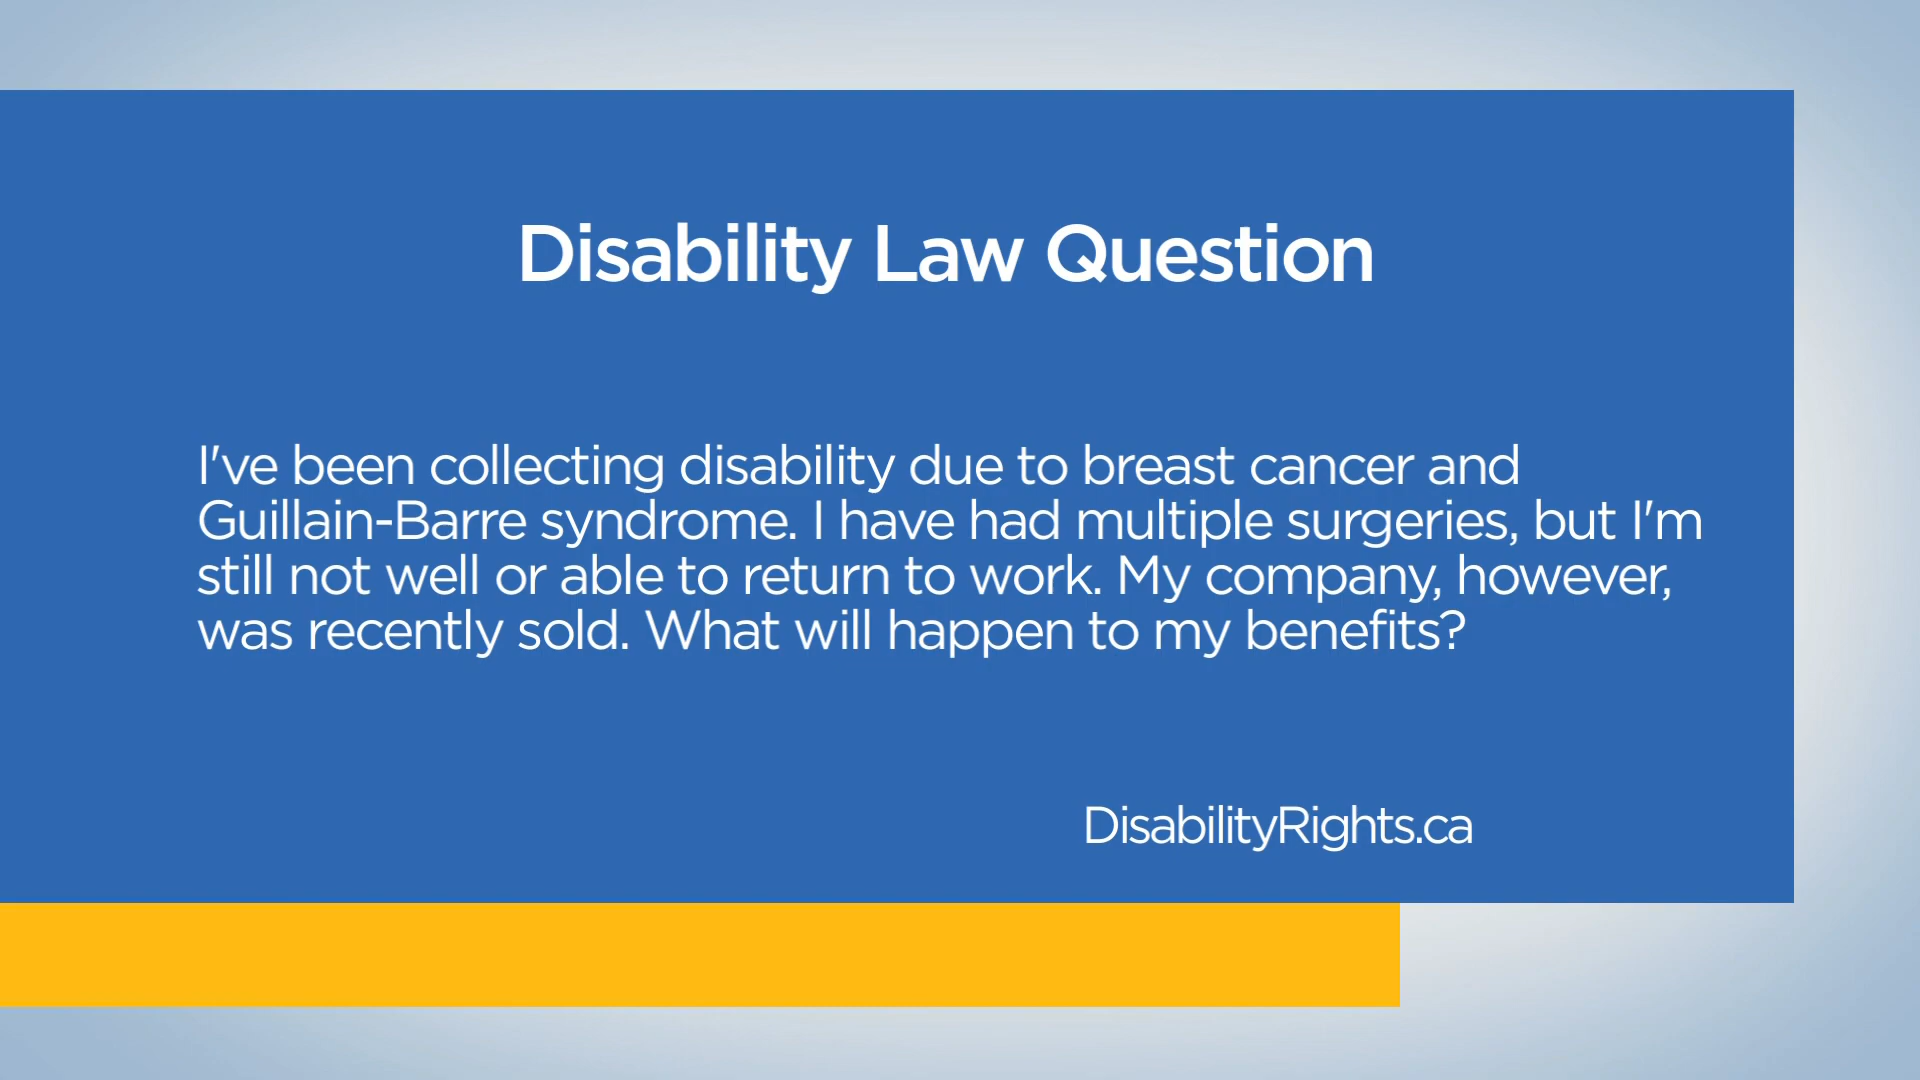 Disability Law Question
I've been collecting disability due to breast cancer and
Guillain-Barre syndrome. I have had multiple surgeries, but I'm
still not well or able to return to work. My company, however,
was recently sold. What will happen to my benefits?
DisabilityRights.ca